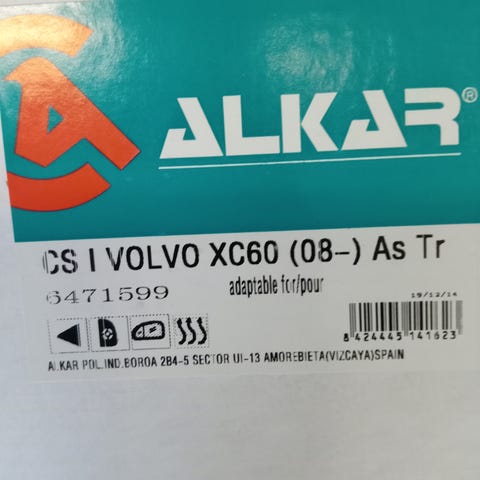 ALKAR®
CS I VOLVO XC60 (08-) As Tr
6471599
adaptable for/pour
19/12/14
8 424445 141623
ALKAR POL.IND.BOROA 2B4-5 SECTOR UI-13 AMOREBIETA(VIZCAYA)SPAIN